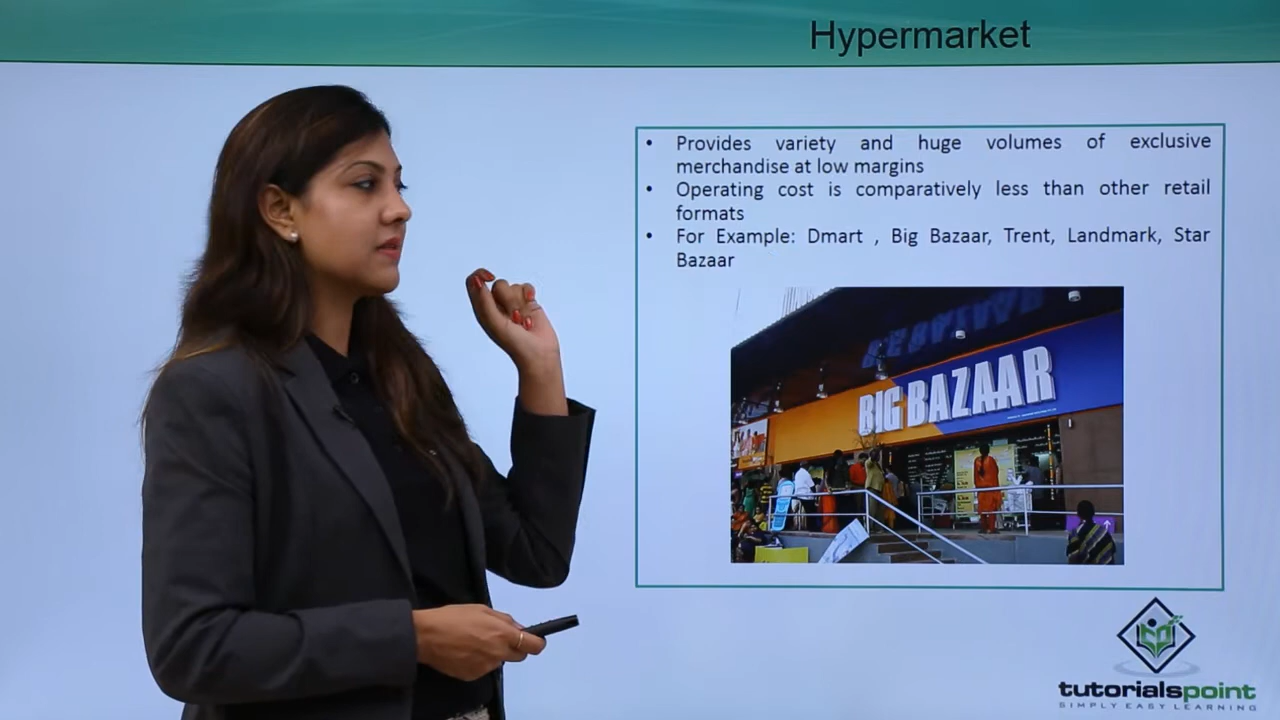 Hypermarket
• Provides variety and huge volumes of exclusive
merchandise at low margins
• Operating cost is comparatively less than other retail
formats
• For Example: Dmart , Big Bazaar, Trent, Landmark, Star
Bazaar
BIG BAZAAR
tutorialspoint
SIMPLY EASY LEARNING